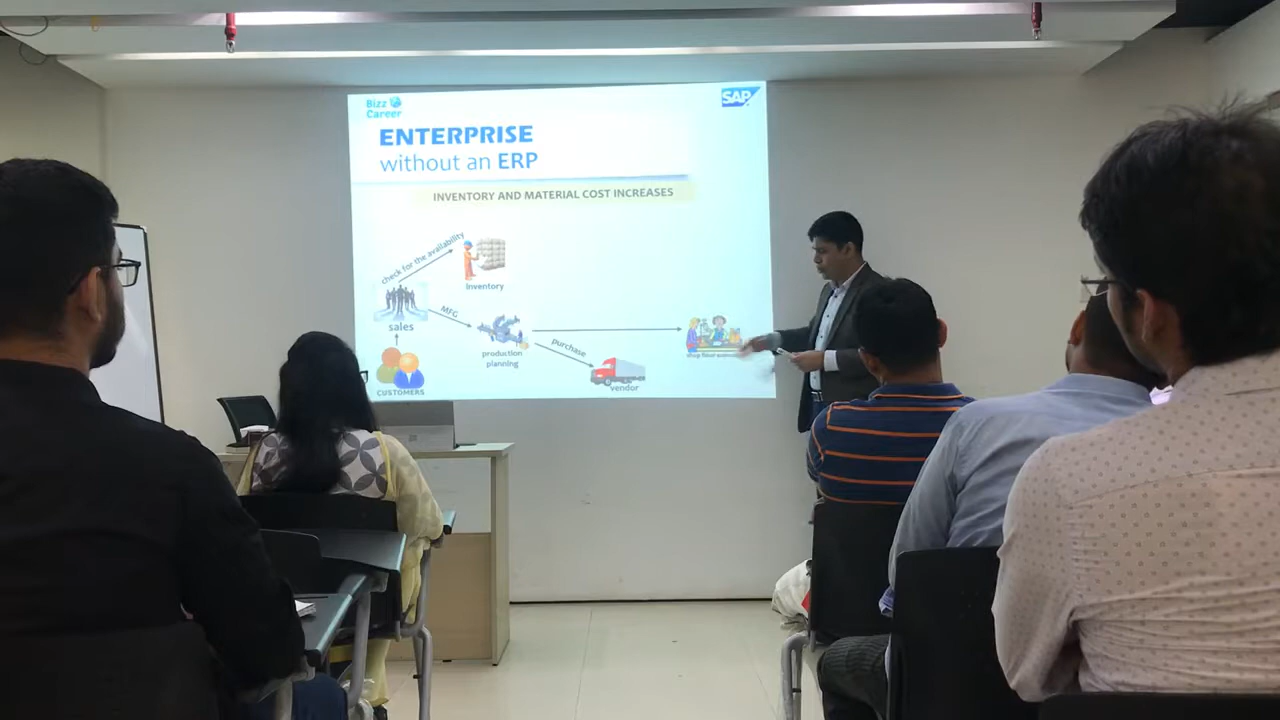 Bizz
Career
SAP
ENTERPRISE
without an ERP
INVENTORY AND MATERIAL COST INCREASES
check for the availability
Inventory
sales
MFG
production
planning
purchase
vendor
CUSTOMERS